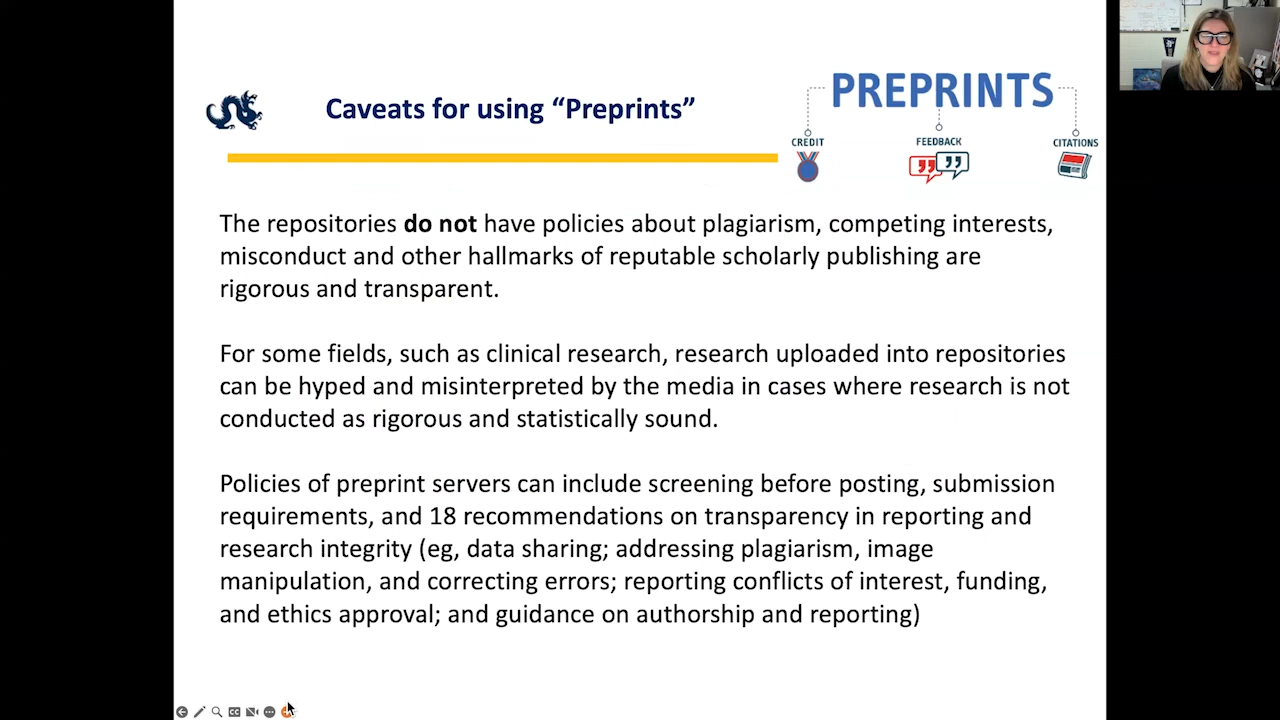 PREPRINTS
Caveats for using “Preprints”
CREDIT
FEEDBACK
CITATIONS
The repositories do not have policies about plagiarism, competing interests,
misconduct and other hallmarks of reputable scholarly publishing are
rigorous and transparent.
For some fields, such as clinical research, research uploaded into repositories
can be hyped and misinterpreted by the media in cases where research is not
conducted as rigorous and statistically sound.
Policies of preprint servers can include screening before posting, submission
requirements, and 18 recommendations on transparency in reporting and
research integrity (eg, data sharing; addressing plagiarism, image
manipulation, and correcting errors; reporting conflicts of interest, funding,
and ethics approval; and guidance on authorship and reporting)